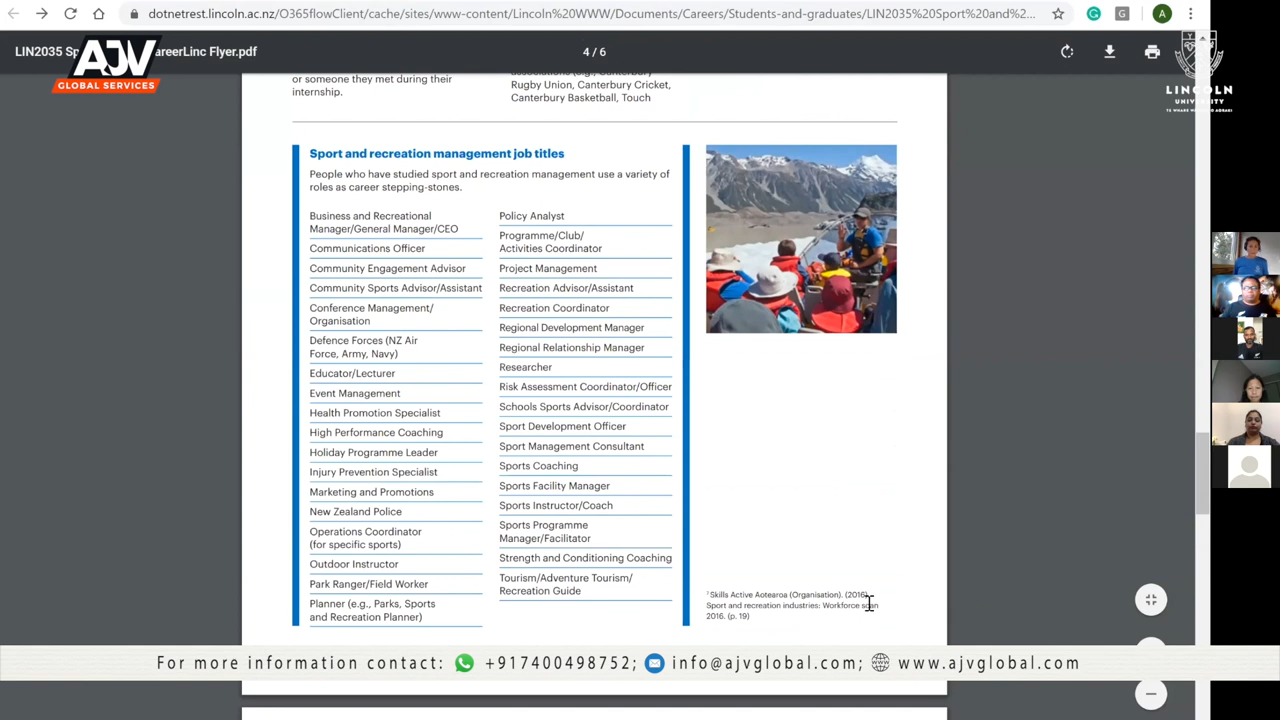 dotnetrest.lincoln.ac.nz/O365flowClient/cache/sites/www-content/Lincoln%20WWW/Documents/Careers/Students-and-graduates/LIN2035%20Sport%20and%20...
A
LIN2035 Sp
areerLinc Flyer.pdf
4 / 6
AJV
GLOBAL SERVICES
LINCOLN
UNIVERSITY
TE WHARE WĀNAKA O AORAKI
or someone they met during their
internship.
Rugby Union, Canterbury Cricket,
Canterbury Basketball, Touch
Sport and recreation management job titles
People who have studied sport and recreation management use a variety of
roles as career stepping-stones.
Business and Recreational
Manager/General Manager/CEO
Communications Officer
Community Engagement Advisor
Community Sports Advisor/Assistant
Conference Management/
Organisation
Defence Forces (NZ Air
Force, Army, Navy)
Educator/Lecturer
Event Management
Health Promotion Specialist
High Performance Coaching
Holiday Programme Leader
Injury Prevention Specialist
Marketing and Promotions
New Zealand Police
Operations Coordinator
(for specific sports)
Outdoor Instructor
Park Ranger/Field Worker
Planner (e.g., Parks, Sports
and Recreation Planner)
Policy Analyst
Programme/Club/
Activities Coordinator
Project Management
Recreation Advisor/Assistant
Recreation Coordinator
Regional Development Manager
Regional Relationship Manager
Researcher
Risk Assessment Coordinator/Officer
Schools Sports Advisor/Coordinator
Sport Development Officer
Sport Management Consultant
Sports Coaching
Sports Facility Manager
Sports Instructor/Coach
Sports Programme
Manager/Facilitator
Strength and Conditioning Coaching
Tourism/Adventure Tourism/
Recreation Guide
¹ Skills Active Aotearoa (Organisation). (2016).
Sport and recreation industries: Workforce scan
2016. (p. 19)
For more information contact: +917400498752; info@ajvglobal.com; www.ajvglobal.com